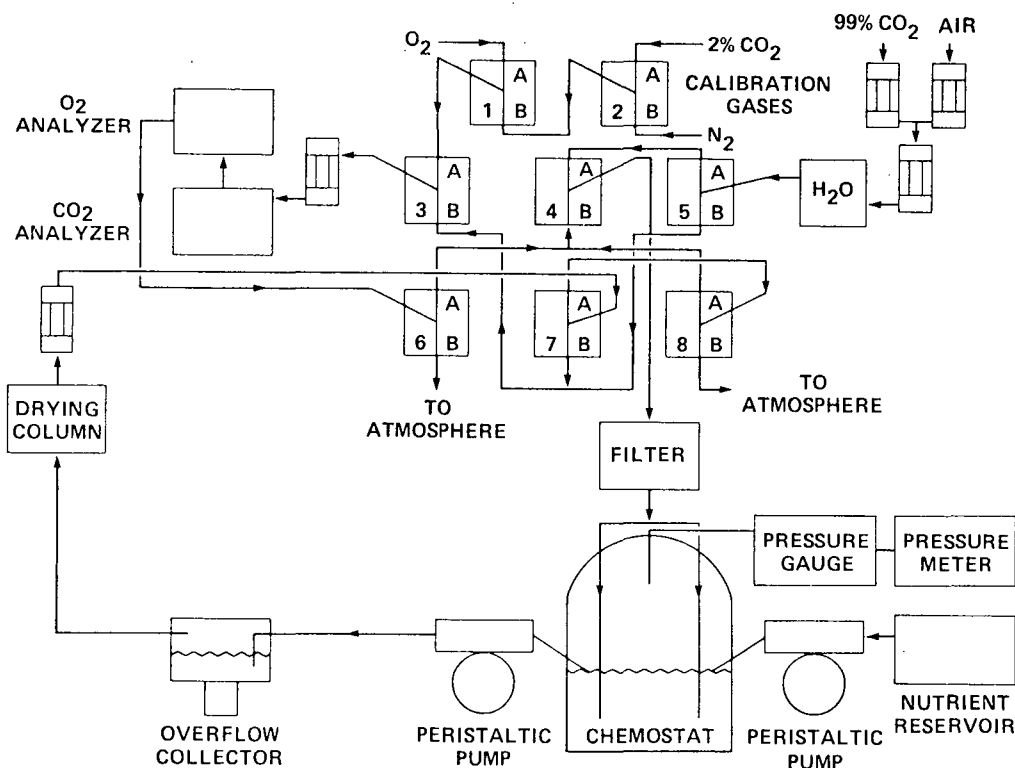 99% CO2
AIR
O2
2% CO2
CALIBRATION
GASES
N2
A
B
1
A
B
2
O2
ANALYZER
CO2
ANALYZER
A
B
3
A
B
4
A
B
5
H2O
A
B
6
A
B
7
A
B
8
TO
ATMOSPHERE
TO
ATMOSPHERE
DRYING
COLUMN
FILTER
PRESSURE
GAUGE
PRESSURE
METER
OVERFLOW
COLLECTOR
PERISTALTIC
PUMP
CHEMOSTAT
PERISTALTIC
PUMP
NUTRIENT
RESERVOIR